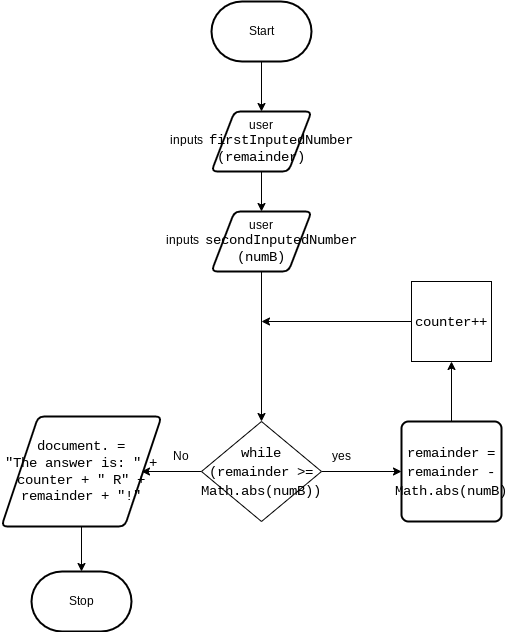 Start
user
inputs firstInputedNumber
(remainder)
user
inputs secondInputedNumber
(numB)
counter++
while
(remainder >=
Math.abs(numB))
yes
No
remainder =
remainder -
Math.abs(numB)
document. =
"The answer is: " +
counter + " R" +
remainder + "!"
Stop